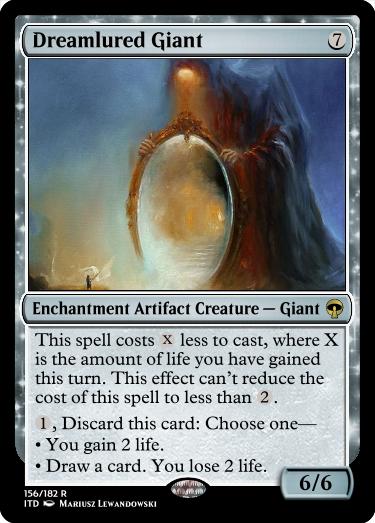 Dreamlured Giant 7
Enchantment Artifact Creature — Giant
This spell costs X less to cast, where X
is the amount of life you have gained
this turn. This effect can't reduce the
cost of this spell to less than 2.
1, Discard this card: Choose one—
• You gain 2 life.
• Draw a card. You lose 2 life.
6/6
156/182 R
ITD Mariusz Lewandowski